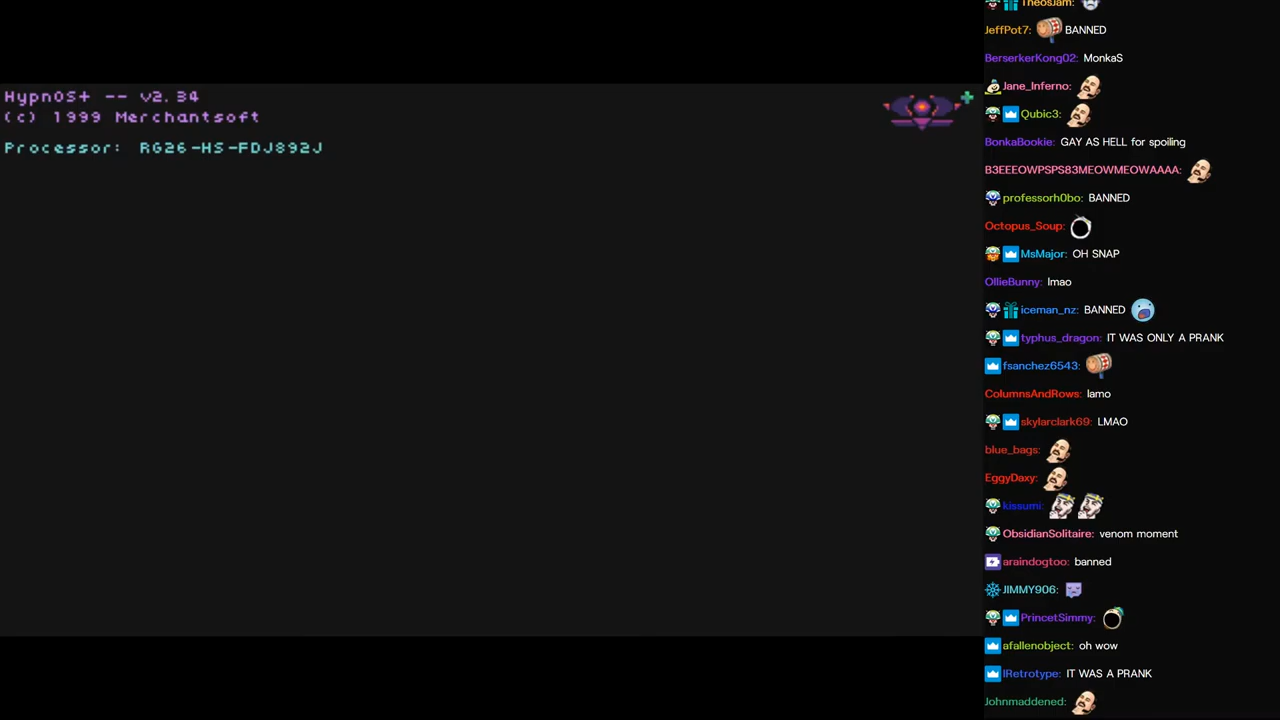 HypnOS+ -- v2.34
(c) 1999 Merchantsoft
Processor: RG26-HS-FDJ892J
TheosJam:
JeffPot7: BANNED
BerserkerKong02: MonkaS
Jane_Inferno:
Qubic3:
BonkaBookie: GAY AS HELL for spoiling
B3EEEOWPSPS83MEOWMEOWAAAA:
professorh0bo: BANNED
Octopus_Soup:
MsMajor: OH SNAP
OllieBunny: lmao
iceman_nz: BANNED
typhus_dragon: IT WAS ONLY A PRANK
fsanchez6543:
ColumnsAndRows: lamo
skylarclark69: LMAO
blue_bags:
EggyDaxy:
kissumi:
ObsidianSolitaire: venom moment
araindogtoo: banned
JIMMY906:
PrincetSimmy:
afallenobject: oh wow
IRetrotype: IT WAS A PRANK
Johnmaddened: